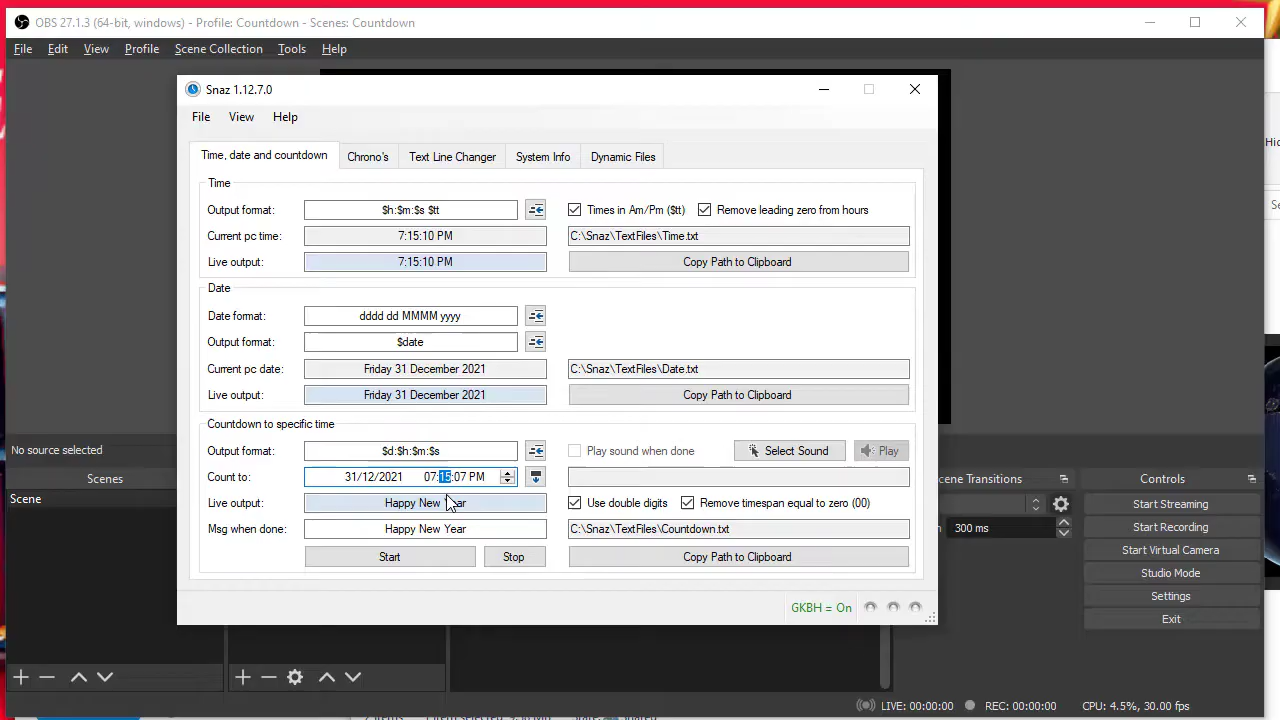 OBS 27.1.3 (64-bit, windows) - Profile: Countdown - Scenes: Countdown
File Edit View Profile Scene Collection Tools Help
Snaz 1.12.7.0
File View Help
Time, date and countdown Chrono's Text Line Changer System Info Dynamic Files
Time
Output format: $h:$m:$s $tt Times in Am/Pm ($tt) Remove leading zero from hours
Current pc time: 7:15:10 PM C:\Snaz\TextFiles\Time.txt
Live output: 7:15:10 PM Copy Path to Clipboard
Date
Date format: dddd dd MMMM yyyy
Output format: $date
Current pc date: Friday 31 December 2021 C:\Snaz\TextFiles\Date.txt
Live output: Friday 31 December 2021 Copy Path to Clipboard
Countdown to specific time
Output format: $d:$h:$m:$s Play sound when done Select Sound Play
Count to: 31/12/2021 07:15:07 PM
Live output: Happy New Year Use double digits Remove timespan equal to zero (00)
Msg when done: Happy New Year C:\Snaz\TextFiles\Countdown.txt
Start Stop Copy Path to Clipboard
GKBH = On
No source selected
Scenes
Scene
cene Transitions
300 ms
Controls
Start Streaming
Start Recording
Start Virtual Camera
Studio Mode
Settings
Exit
LIVE: 00:00:00 REC: 00:00:00 CPU: 4.5%, 30.00 fps